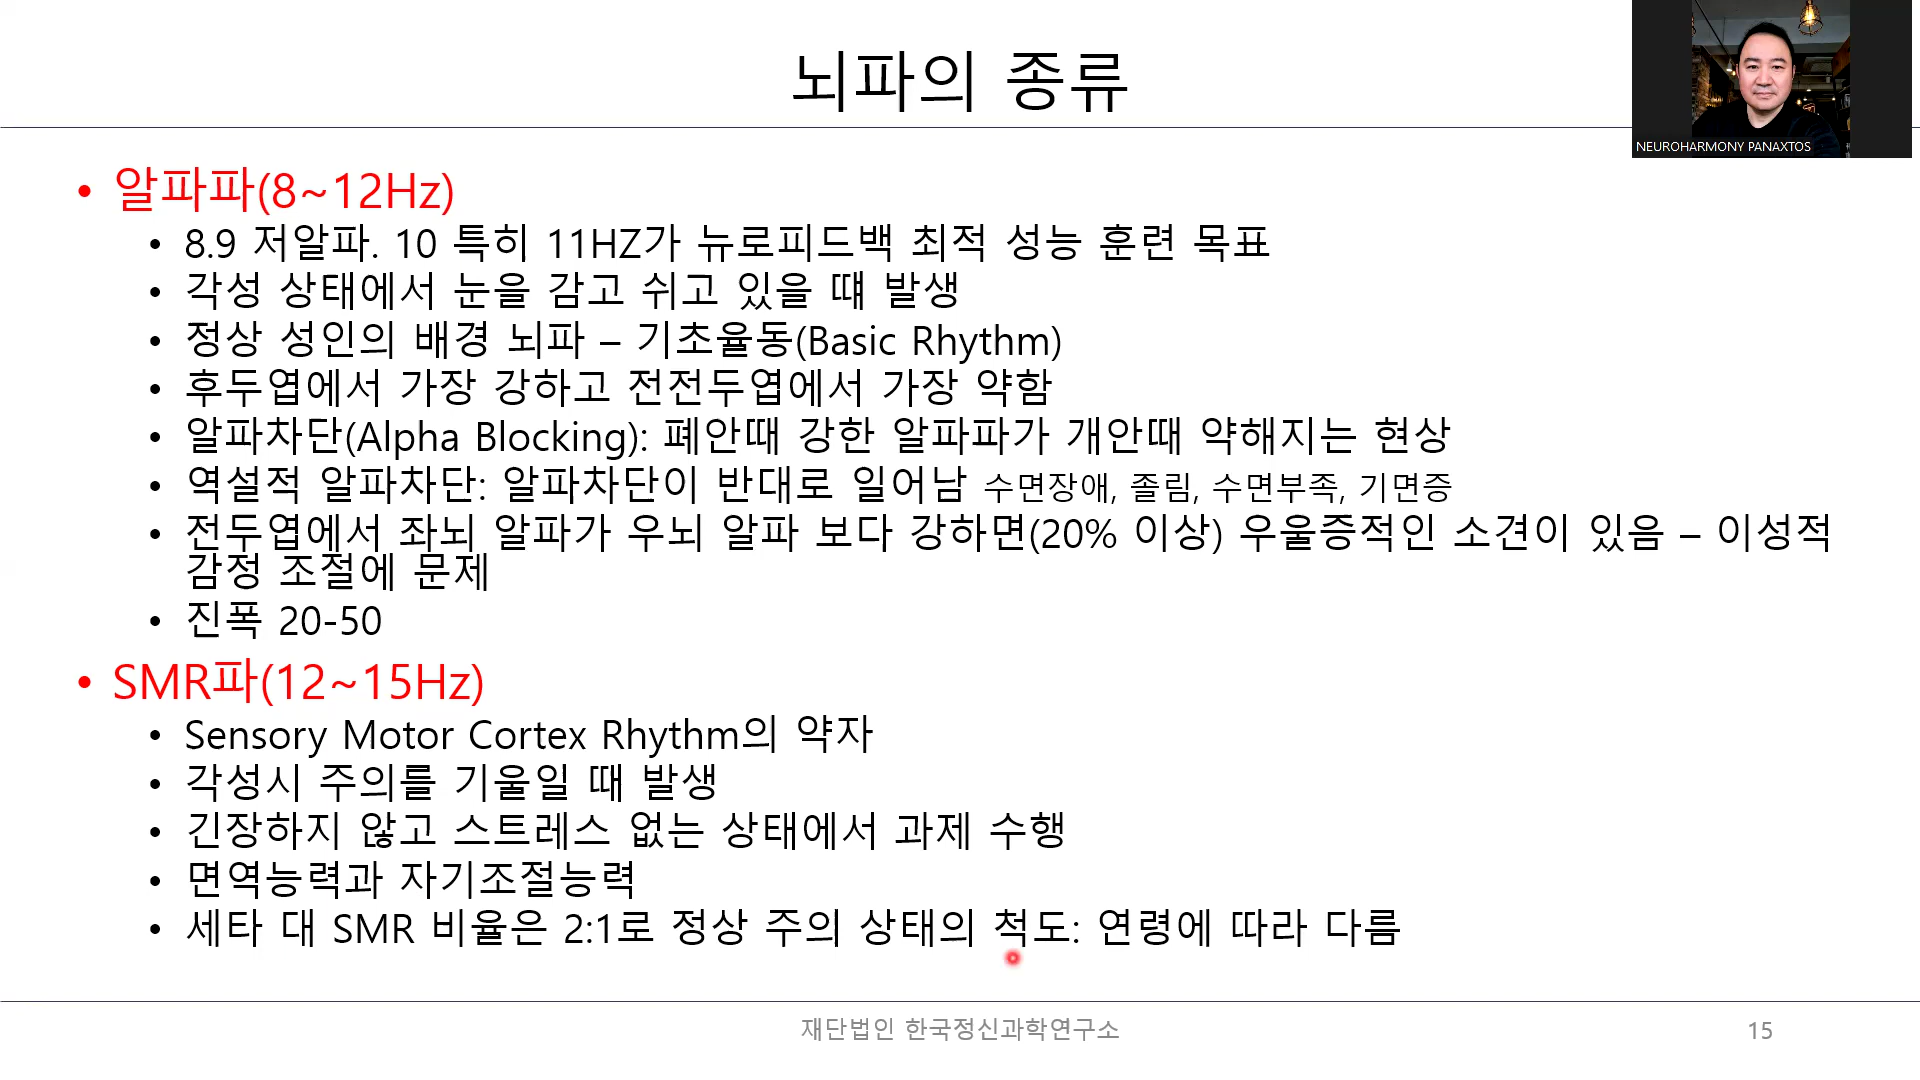 뇌파의 종류
NEUROHARMONY PANAXTOS
• 알파파(8~12Hz)
• 8.9 저알파. 10 특히 11HZ가 뉴로피드백 최적 성능 훈련 목표
• 각성 상태에서 눈을 감고 쉬고 있을 떄 발생
• 정상 성인의 배경 뇌파 – 기초율동(Basic Rhythm)
• 후두엽에서 가장 강하고 전전두엽에서 가장 약함
• 알파차단(Alpha Blocking): 폐안때 강한 알파파가 개안때 약해지는 현상
• 역설적 알파차단: 알파차단이 반대로 일어남 수면장애, 졸림, 수면부족, 기면증
• 전두엽에서 좌뇌 알파가 우뇌 알파 보다 강하면(20% 이상) 우울증적인 소견이 있음 – 이성적
감정 조절에 문제
• 진폭 20-50
• SMR파(12~15Hz)
• Sensory Motor Cortex Rhythm의 약자
• 각성시 주의를 기울일 때 발생
• 긴장하지 않고 스트레스 없는 상태에서 과제 수행
• 면역능력과 자기조절능력
• 세타 대 SMR 비율은 2:1로 정상 주의 상태의 척도: 연령에 따라 다름
재단법인 한국정신과학연구소
15